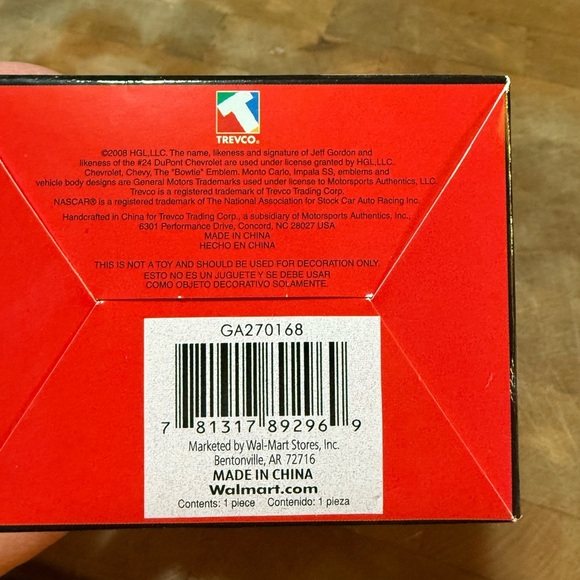 T
TREVCO®
©2008 HGL,LLC. The name, likeness and signature of Jeff Gordon and
likeness of the #24 DuPont Chevrolet are used under license granted by HGL,LLC.
Chevrolet, Chevy, The "Bowtie" Emblem, Monte Carlo, Impala SS, emblems and
vehicle body designs are General Motors Trademarks used under license to Motorsports Authentics, LLC.
Trevco is a registered trademark of Trevco Trading Corp.
NASCAR® is a registered trademark of The National Association for Stock Car Auto Racing Inc.
Handcrafted in China for Trevco Trading Corp., a subsidiary of Motorsports Authentics, Inc.,
6301 Performance Drive, Concord, NC 28027 USA
MADE IN CHINA
HECHO EN CHINA
THIS IS NOT A TOY AND SHOULD BE USED FOR DECORATION ONLY.
ESTO NO ES UN JUGUETE Y SE DEBE USAR
COMO OBJETO DECORATIVO SOLAMENTE.
GA270168
7 81317 89296 9
Marketed by Wal-Mart Stores, Inc.
Bentonville, AR 72716
MADE IN CHINA
Walmart.com
Contents: 1 piece Contenido: 1 pieza